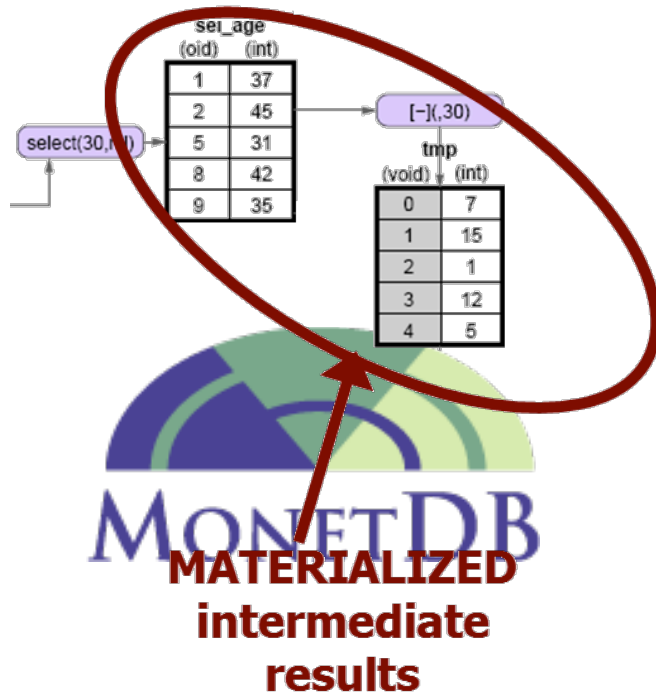 sel_age
(oid) (int)
1 37
2 45
5 31
8 42
9 35
select(30,nil)
[−](,30)
tmp
(void) (int)
0 7
1 15
2 1
3 12
4 5
MONETDB
MATERIALIZED
intermediate
results